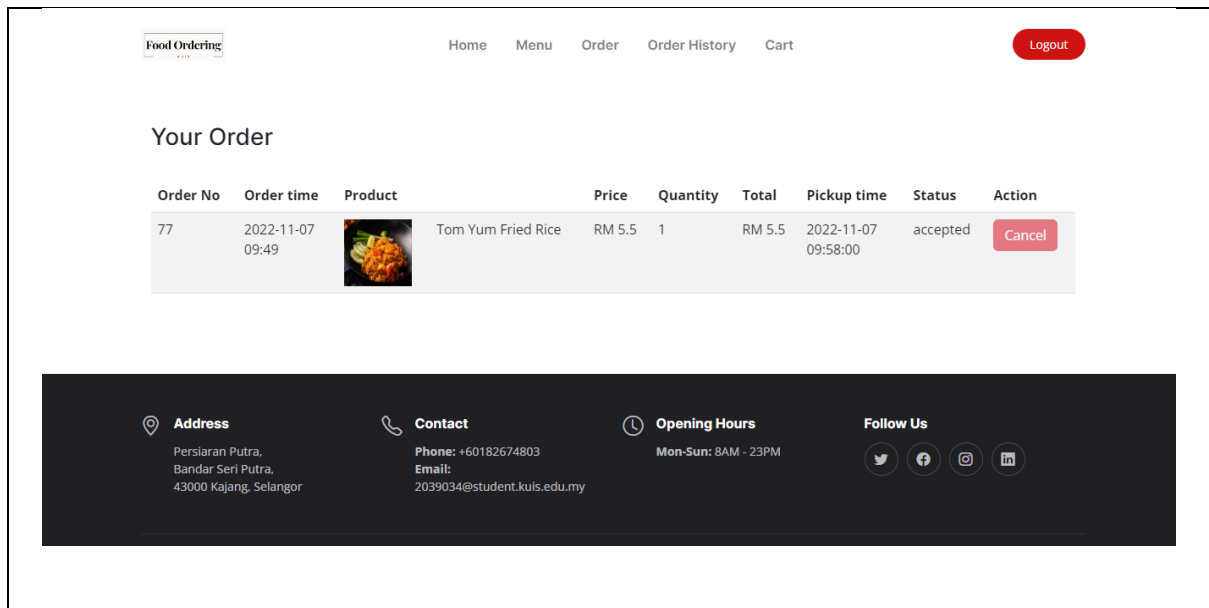 Food Ordering
Home Menu Order Order History Cart
Logout
Your Order
Order No Order time Product Price Quantity Total Pickup time Status Action
77 2022-11-07 Tom Yum Fried Rice RM 5.5 1 RM 5.5 2022-11-07 accepted Cancel
09:49 09:58:00
Address
Persiaran Putra,
Bandar Seri Putra,
43000 Kajang, Selangor
Contact
Phone: +60182674803
Email:
2039034@student.kuis.edu.my
Opening Hours
Mon-Sun: 8AM - 23PM
Follow Us